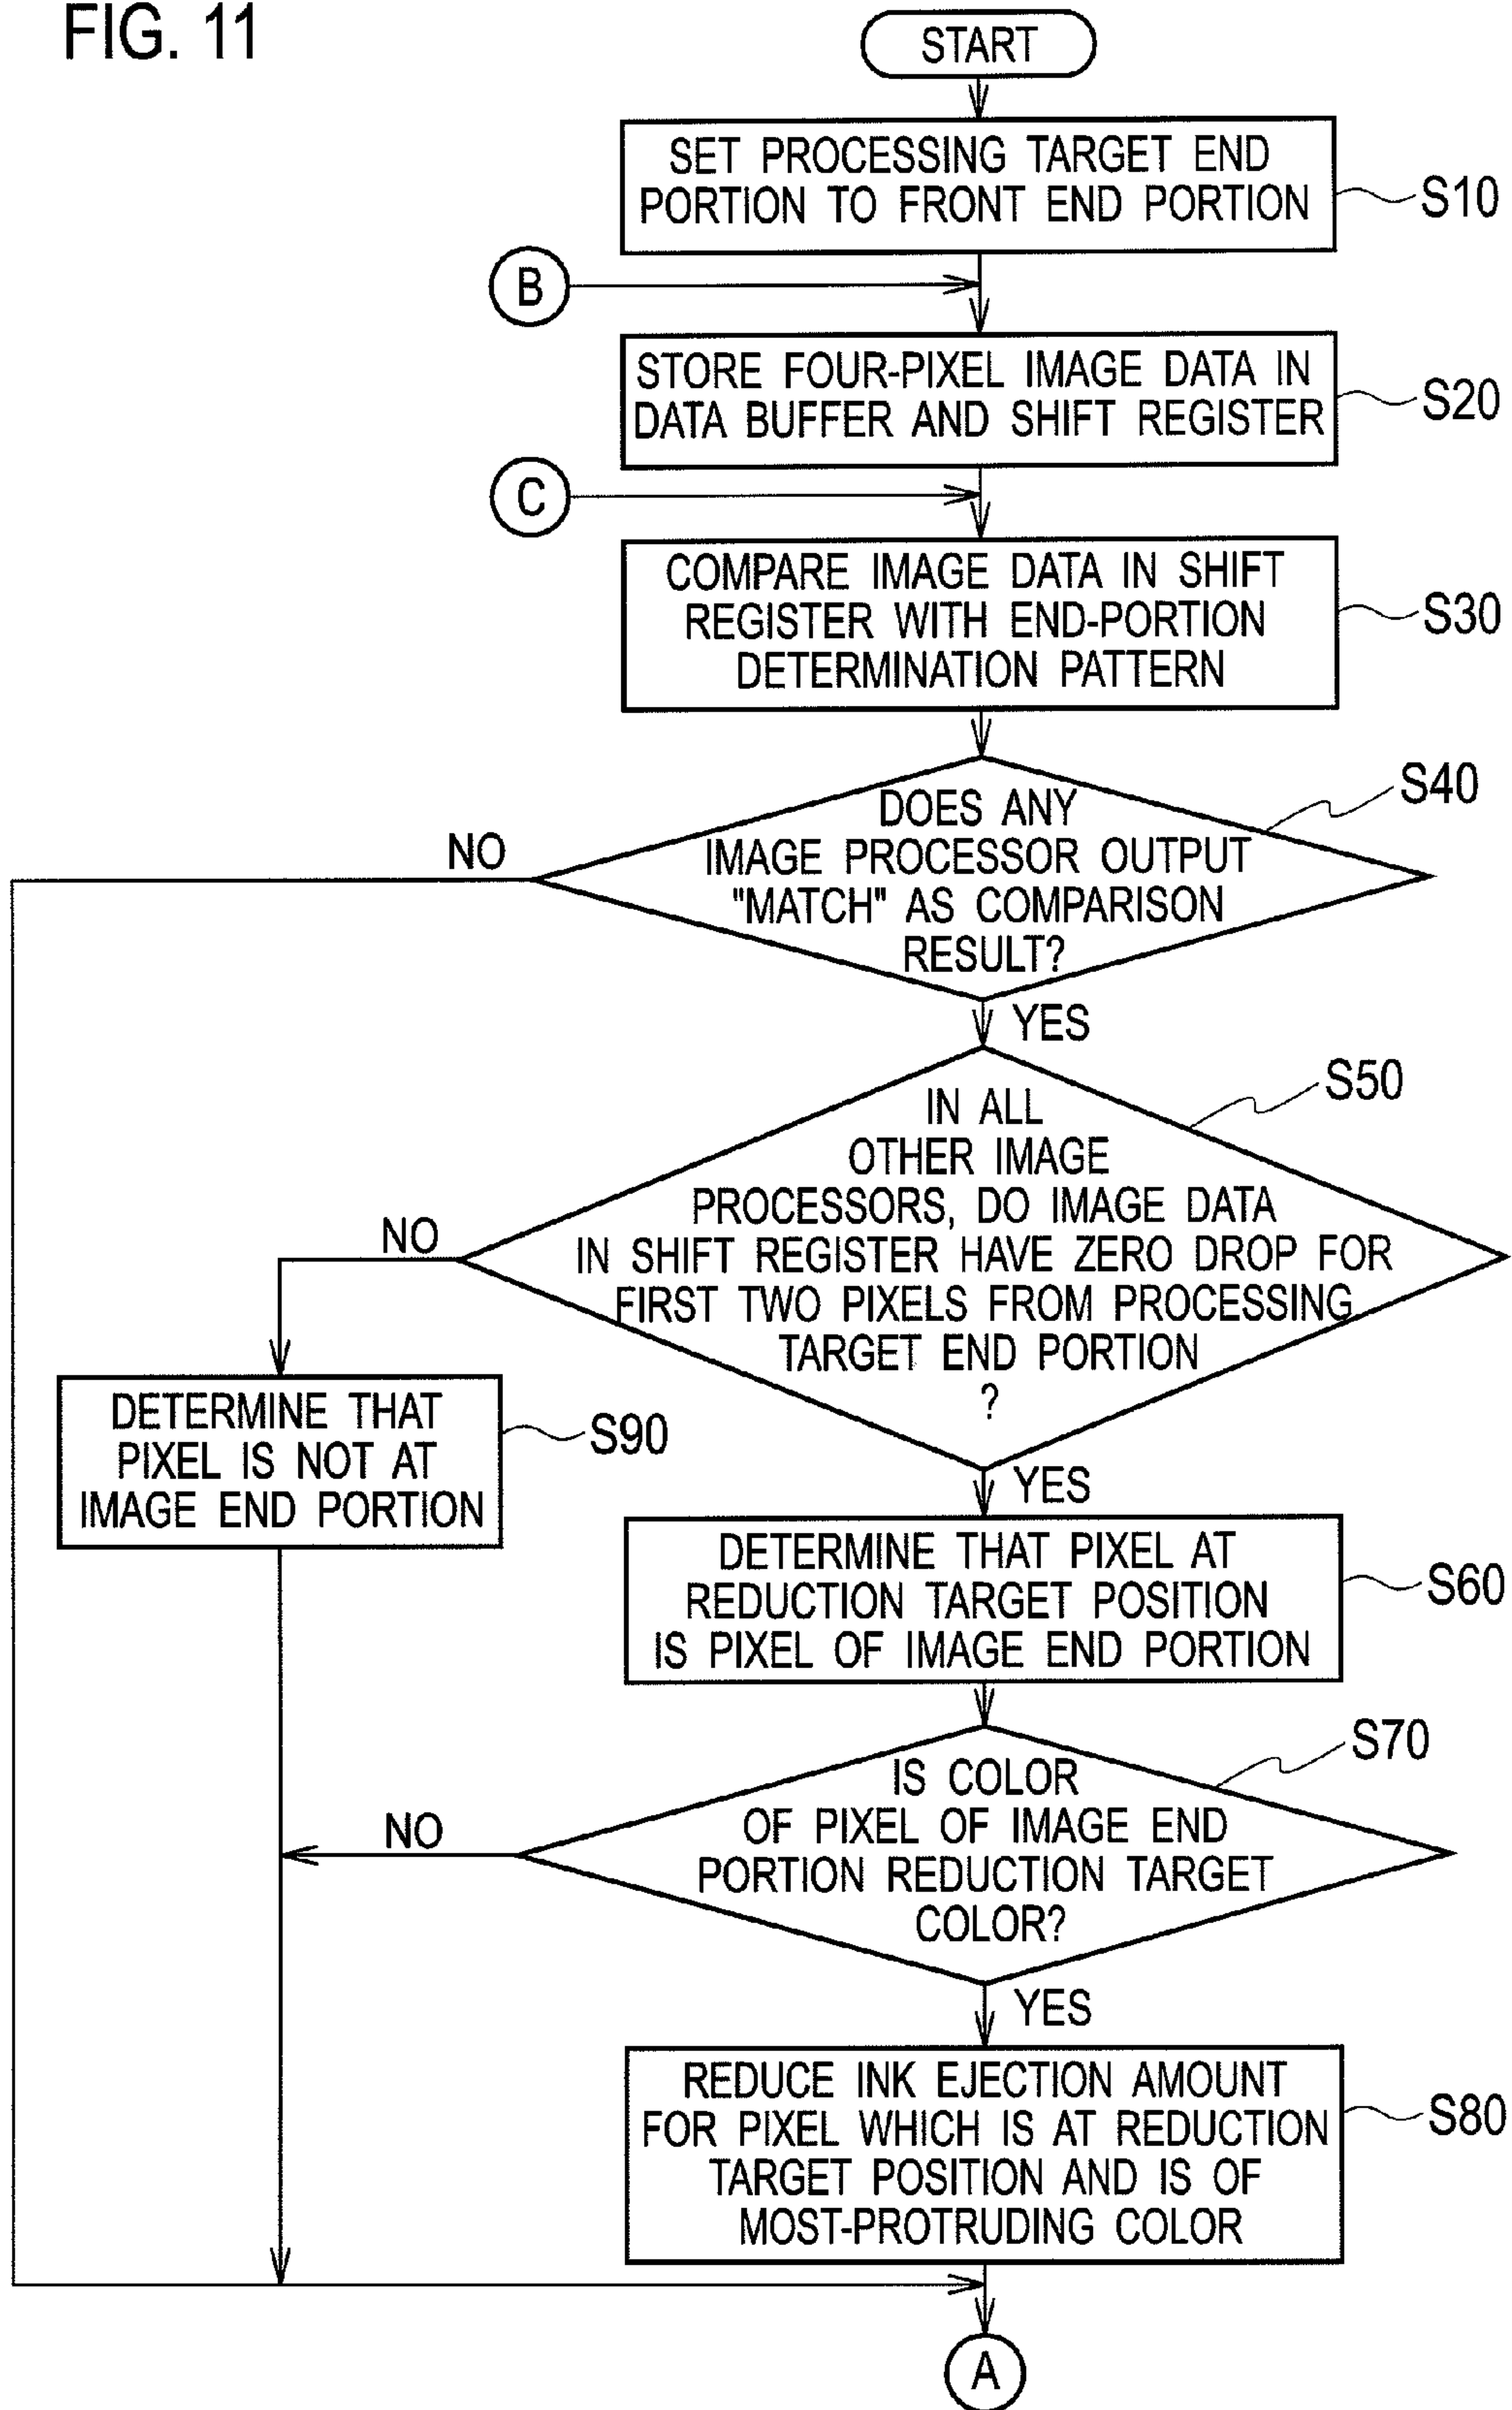 FIG. 11
START
SET PROCESSING TARGET END
PORTION TO FRONT END PORTION
S10
B
STORE FOUR-PIXEL IMAGE DATA IN
DATA BUFFER AND SHIFT REGISTER
S20
C
COMPARE IMAGE DATA IN SHIFT
REGISTER WITH END-PORTION
DETERMINATION PATTERN
S30
DOES ANY
IMAGE PROCESSOR OUTPUT
"MATCH" AS COMPARISON
RESULT?
S40
NO
YES
IN ALL
OTHER IMAGE
PROCESSORS, DO IMAGE DATA
IN SHIFT REGISTER HAVE ZERO DROP FOR
FIRST TWO PIXELS FROM PROCESSING
TARGET END PORTION
?
S50
NO
YES
DETERMINE THAT
PIXEL IS NOT AT
IMAGE END PORTION
S90
DETERMINE THAT PIXEL AT
REDUCTION TARGET POSITION
IS PIXEL OF IMAGE END PORTION
S60
IS COLOR
OF PIXEL OF IMAGE END
PORTION REDUCTION TARGET
COLOR?
S70
NO
YES
REDUCE INK EJECTION AMOUNT
FOR PIXEL WHICH IS AT REDUCTION
TARGET POSITION AND IS OF
MOST-PROTRUDING COLOR
S80
A